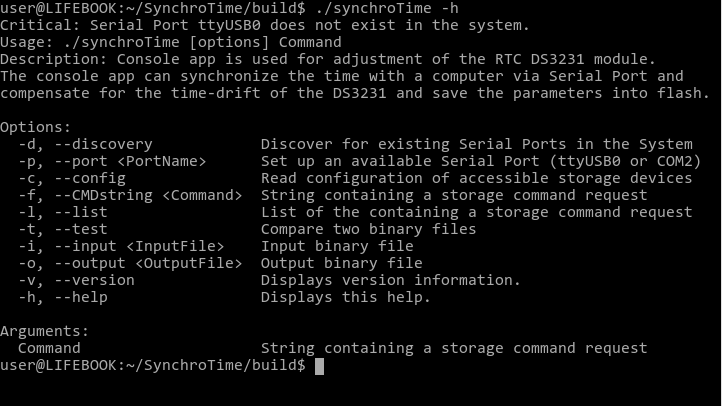 user@LIFEBOOK:~/SynchroTime/build$ ./synchroTime -h
Critical: Serial Port ttyUSB0 does not exist in the system.
Usage: ./synchroTime [options] Command
Description: Console app is used for adjustment of the RTC DS3231 module.
The console app can synchronize the time with a computer via Serial Port and
compensate for the time-drift of the DS3231 and save the parameters into flash.

Options:
  -d, --discovery             Discover for existing Serial Ports in the System
  -p, --port <PortName>       Set up an available Serial Port (ttyUSB0 or COM2)
  -c, --config                Read configuration of accessible storage devices
  -f, --CMDstring <Command>   String containing a storage command request
  -l, --list                  List of the containing a storage command request
  -t, --test                  Compare two binary files
  -i, --input <InputFile>     Input binary file
  -o, --output <OutputFile>   Output binary file
  -v, --version               Displays version information.
  -h, --help                  Displays this help.

Arguments:
  Command                     String containing a storage command request
user@LIFEBOOK:~/SynchroTime/build$